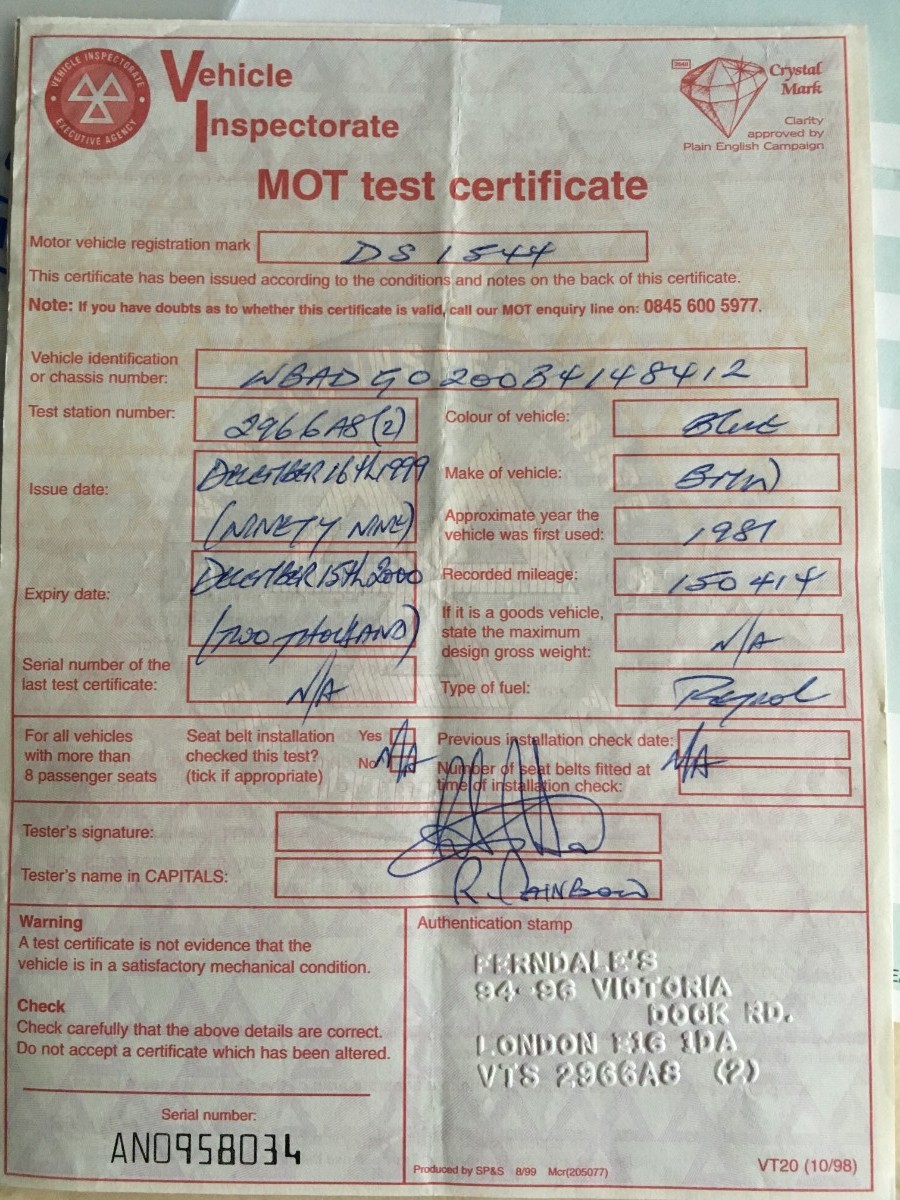 VEHICLE INSPECTORATE
EXECUTIVE AGENCY
Vehicle
Inspectorate
Crystal
Mark
Clarity
approved by
Plain English Campaign
MOT test certificate
Motor vehicle registration mark DS 1544
This certificate has been issued according to the conditions and notes on the back of this certificate.
Note: If you have doubts as to whether this certificate is valid, call our MOT enquiry line on: 0845 600 5977.
Vehicle identification
or chassis number: WBADG0200B4148412
Test station number: 2966A8(2)
Colour of vehicle: Blue
Issue date: DECEMBER 16th 1999
(NINETY NINE)
Make of vehicle: BMW
Approximate year the
vehicle was first used: 1981
Expiry date: DECEMBER 15th 2000
(TWO THOUSAND)
Recorded mileage: 150414
If it is a goods vehicle,
state the maximum
design gross weight: N/A
Serial number of the
last test certificate: N/A
Type of fuel: Petrol
For all vehicles
with more than
8 passenger seats
Seat belt installation
checked this test?
(tick if appropriate)
Yes
No N/A
Previous installation check date: N/A
Number of seat belts fitted at
time of installation check:
Tester's signature:
Tester's name in CAPITALS: R. RAINBOW
Warning
A test certificate is not evidence that the
vehicle is in a satisfactory mechanical condition.
Check
Check carefully that the above details are correct.
Do not accept a certificate which has been altered.
Serial number:
AN0958034
Authentication stamp
FERNDALE'S
94-96 VICTORIA
DOCK RD.
LONDON E16 1DA
VTS 2966A8 (2)
Produced by SP&S 8/99 Mcr(205077)
VT20 (10/98)